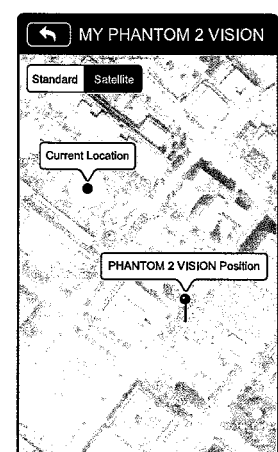 MY PHANTOM 2 VISION
Standard Satellite
Current Location
PHANTOM 2 VISION Position